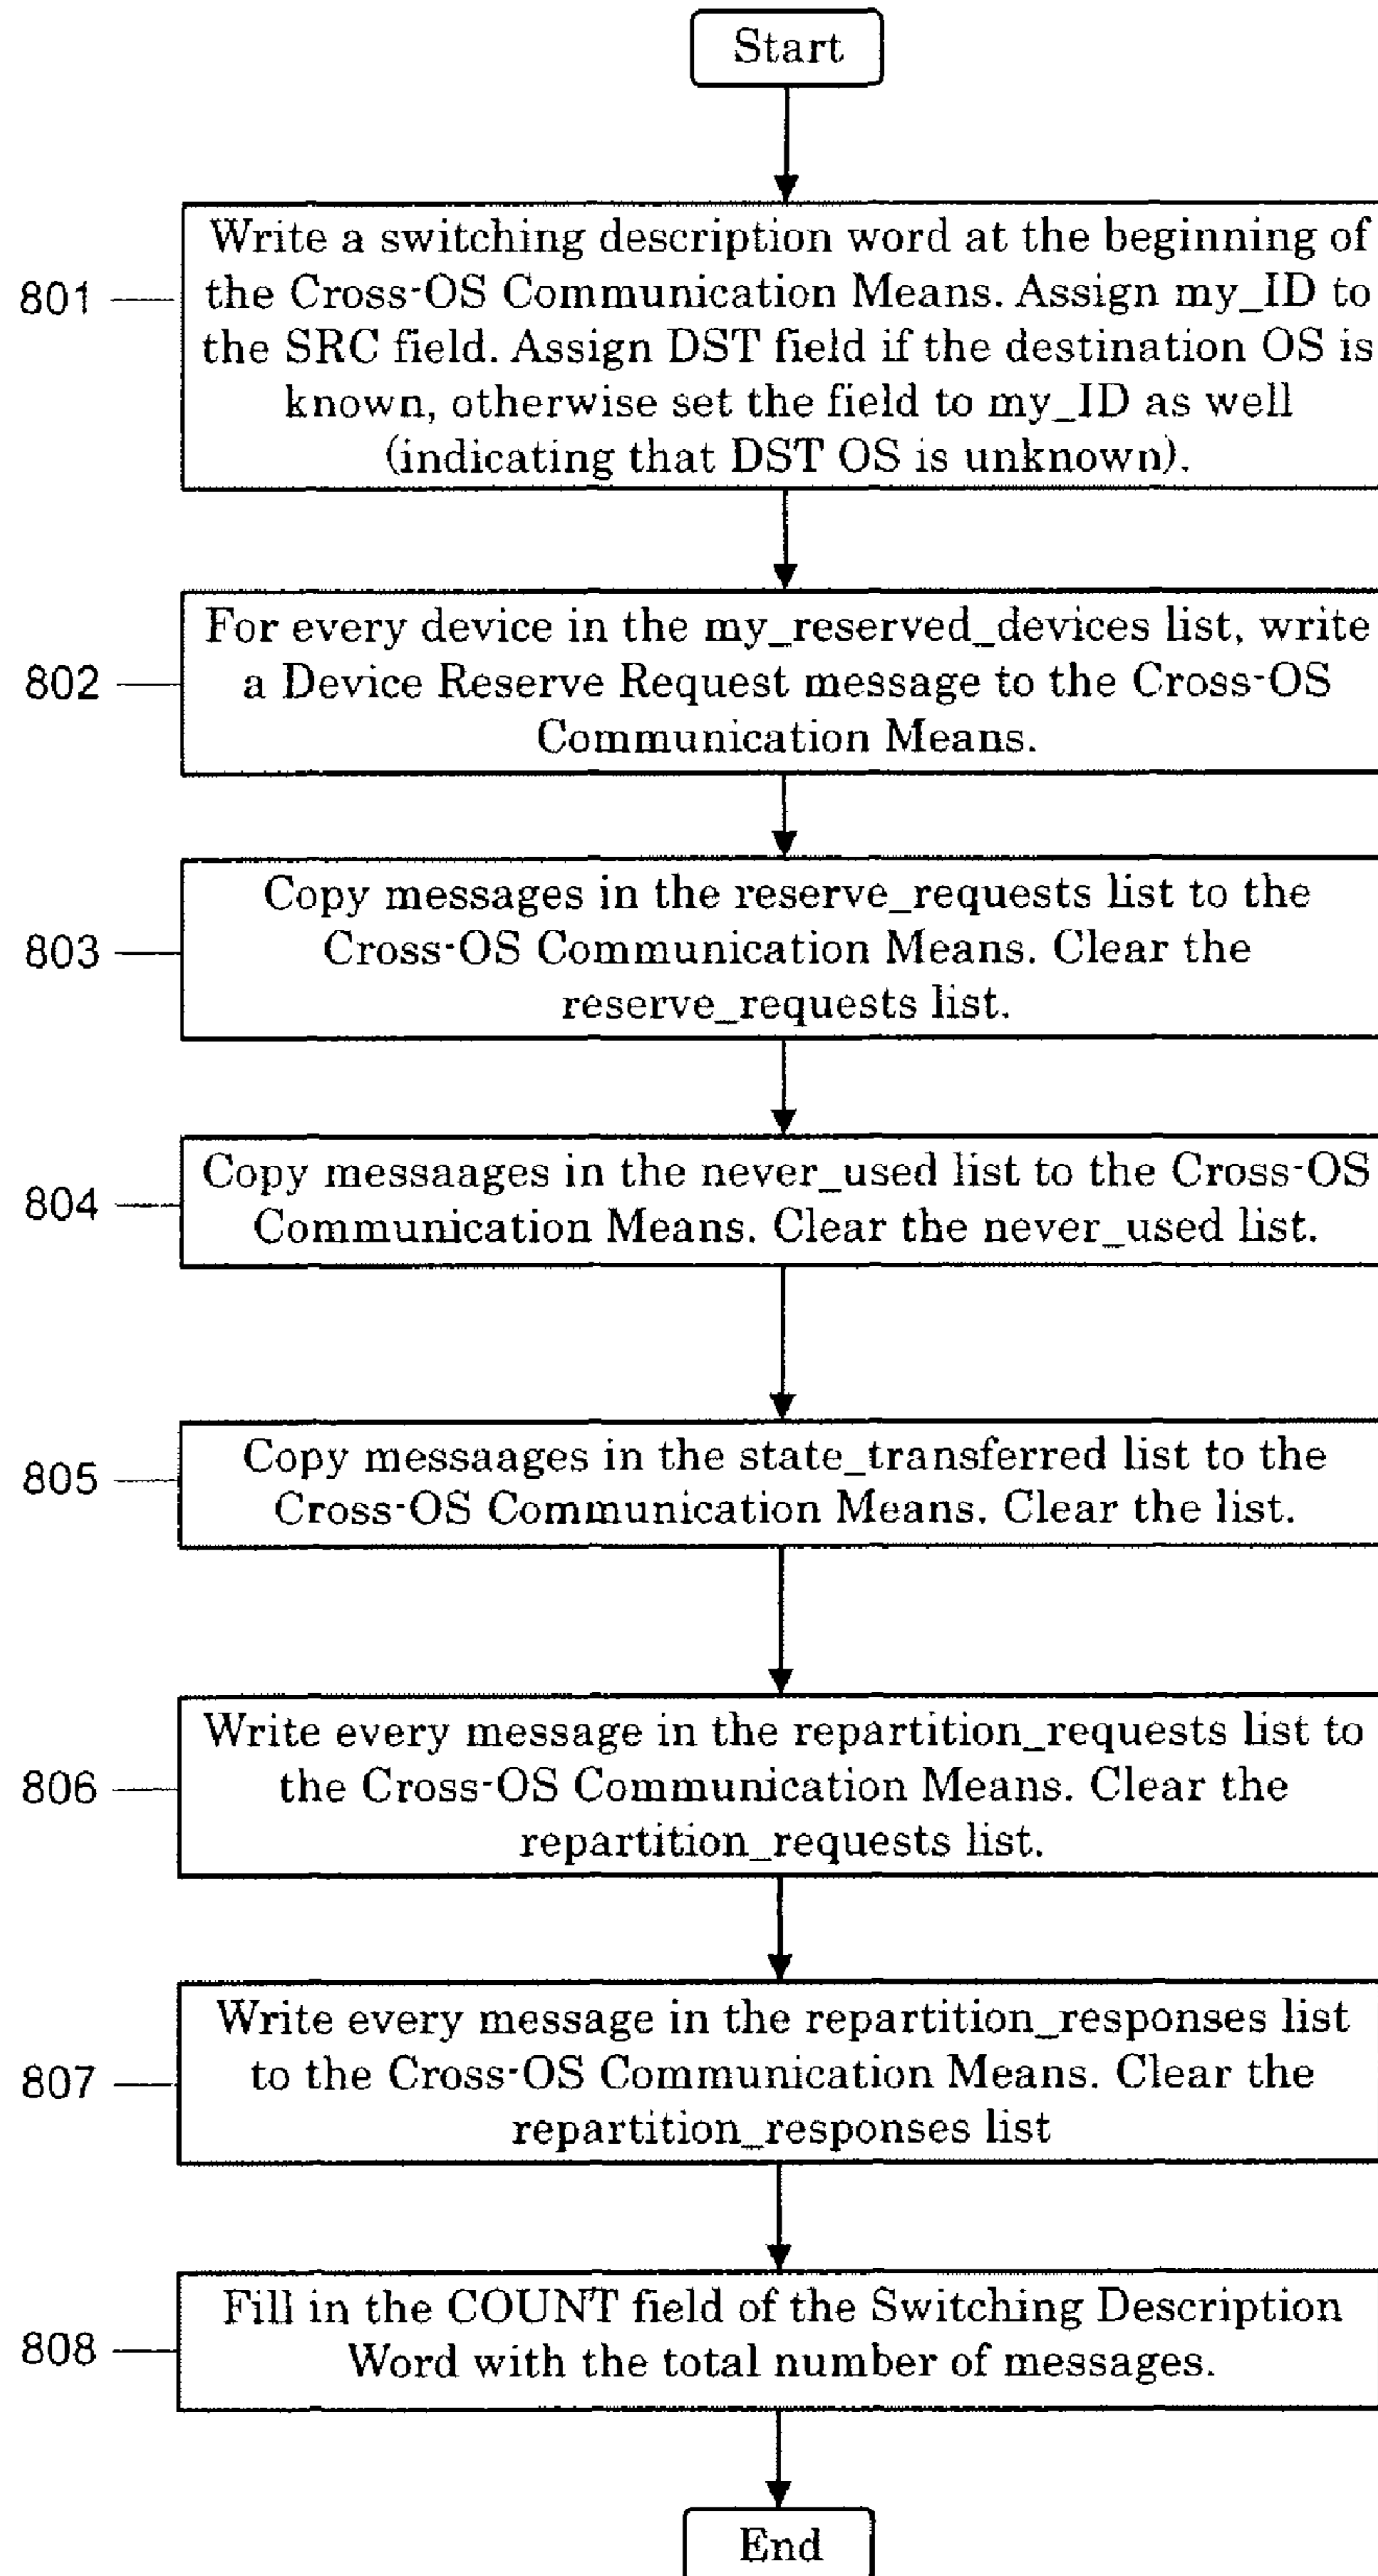 Start
Write a switching description word at the beginning of
the Cross-OS Communication Means. Assign my_ID to
801
the SRC field. Assign DST field if the destination OS is
known, otherwise set the field to my_ID as well
(indicating that DST OS is unknown).
For every device in the my_reserved_devices list, write
802
a Device Reserve Request message to the Cross-OS
Communication Means.
Copy messages in the reserve_requests list to the
803
Cross-OS Communication Means. Clear the
reserve_requests list.
Copy messaages in the never_used list to the Cross-OS
804
Communication Means. Clear the never_used list.
Copy messaages in the state_transferred list to the
805
Cross-OS Communication Means. Clear the list.
Write every message in the repartition_requests list to
806
the Cross-OS Communication Means. Clear the
repartition_requests list.
Write every message in the repartition_responses list
807
to the Cross-OS Communication Means. Clear the
repartition_responses list
Fill in the COUNT field of the Switching Description
808
Word with the total number of messages.
End